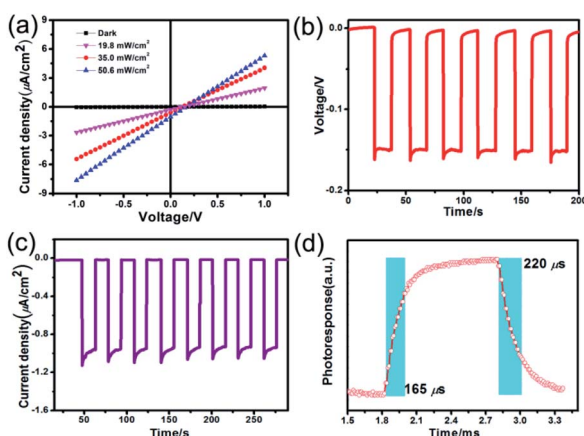 (a)
Current density(μA/cm²)
6
3
0
-3
-6
-9
Dark
19.8 mW/cm²
35.0 mW/cm²
50.6 mW/cm²
-1.0
-0.5
0.0
0.5
1.0
Voltage/V
(b)
Voltage/V
0.0
-0.1
-0.2
0
50
100
150
200
Time/s
(c)
Current density(μA/cm²)
0.0
-0.4
-0.8
-1.2
-1.6
50
100
150
200
250
Time/s
(d)
Photoresponse(a.u.)
220 μs
165 μs
1.5
1.8
2.1
2.4
2.7
3.0
3.3
Time/ms